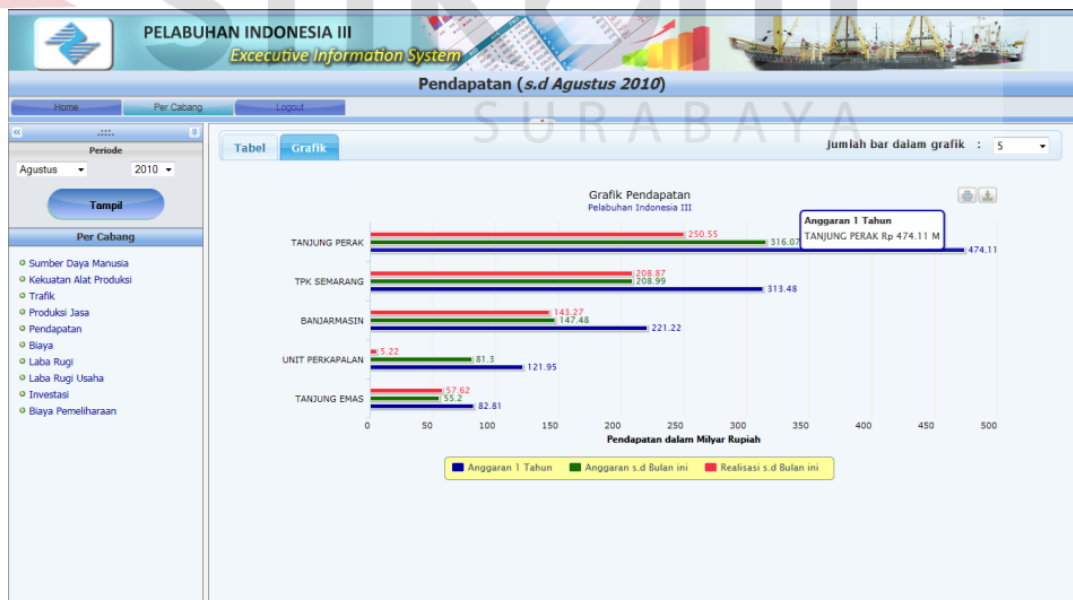 PELABUHAN INDONESIA III
Excecutive Information System
Pendapatan (s.d Agustus 2010)
Home Per Cabang Logout
SURABAYA
Periode
Agustus 2010
Tampil
Per Cabang
Sumber Daya Manusia
Kekuatan Alat Produksi
Trafik
Produksi Jasa
Pendapatan
Biaya
Laba Rugi
Laba Rugi Usaha
Investasi
Biaya Pemeliharaan
Tabel Grafik
Jumlah bar dalam grafik : 5
Grafik Pendapatan
Pelabuhan Indonesia III
Anggaran 1 Tahun
TANJUNG PERAK Rp 474.11 M
TANJUNG PERAK
250.55
316.07
474.11
TPK SEMARANG
208.87
208.99
313.48
BANJARMASIN
143.27
147.48
221.22
UNIT PERKAPALAN
5.22
81.3
121.95
TANJUNG EMAS
57.62
55.2
82.81
0 50 100 150 200 250 300 350 400 450 500
Pendapatan dalam Milyar Rupiah
Anggaran 1 Tahun Anggaran s.d Bulan ini Realisasi s.d Bulan ini